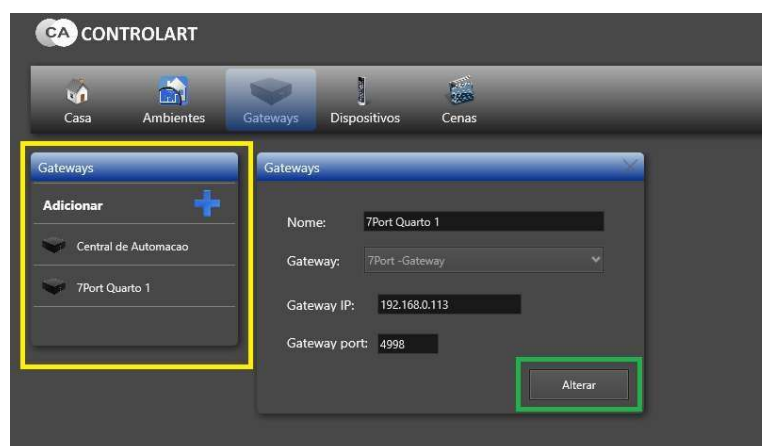 CA CONTROLART
Casa Ambientes Gateways Dispositivos Cenas
Gateways
Adicionar
Central de Automacao
7Port Quarto 1
Gateways
Nome: 7Port Quarto 1
Gateway: 7Port -Gateway
Gateway IP: 192.168.0.113
Gateway port: 4998
Alterar